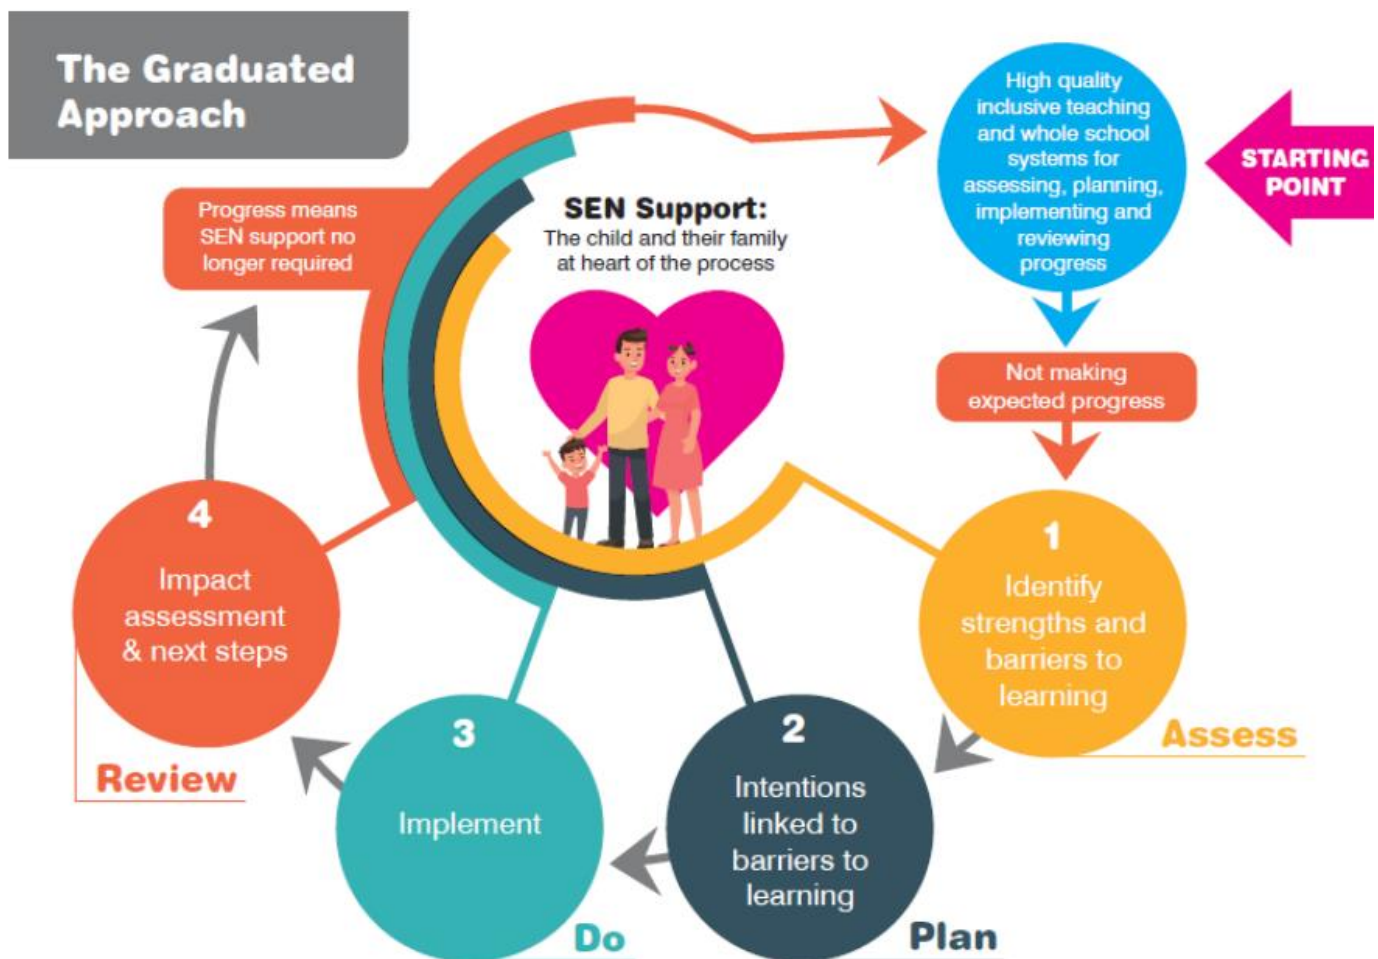 The Graduated
Approach
High quality
inclusive teaching
and whole school
systems for
assessing, planning,
implementing and
reviewing
progress
STARTING
POINT
Progress means
SEN support no
longer required
SEN Support:
The child and their family
at heart of the process
Not making
expected progress
1
Identify
strengths and
barriers to
learning
Assess
2
Intentions
linked to
barriers to
learning
Plan
3
Implement
Do
4
Impact
assessment
& next steps
Review